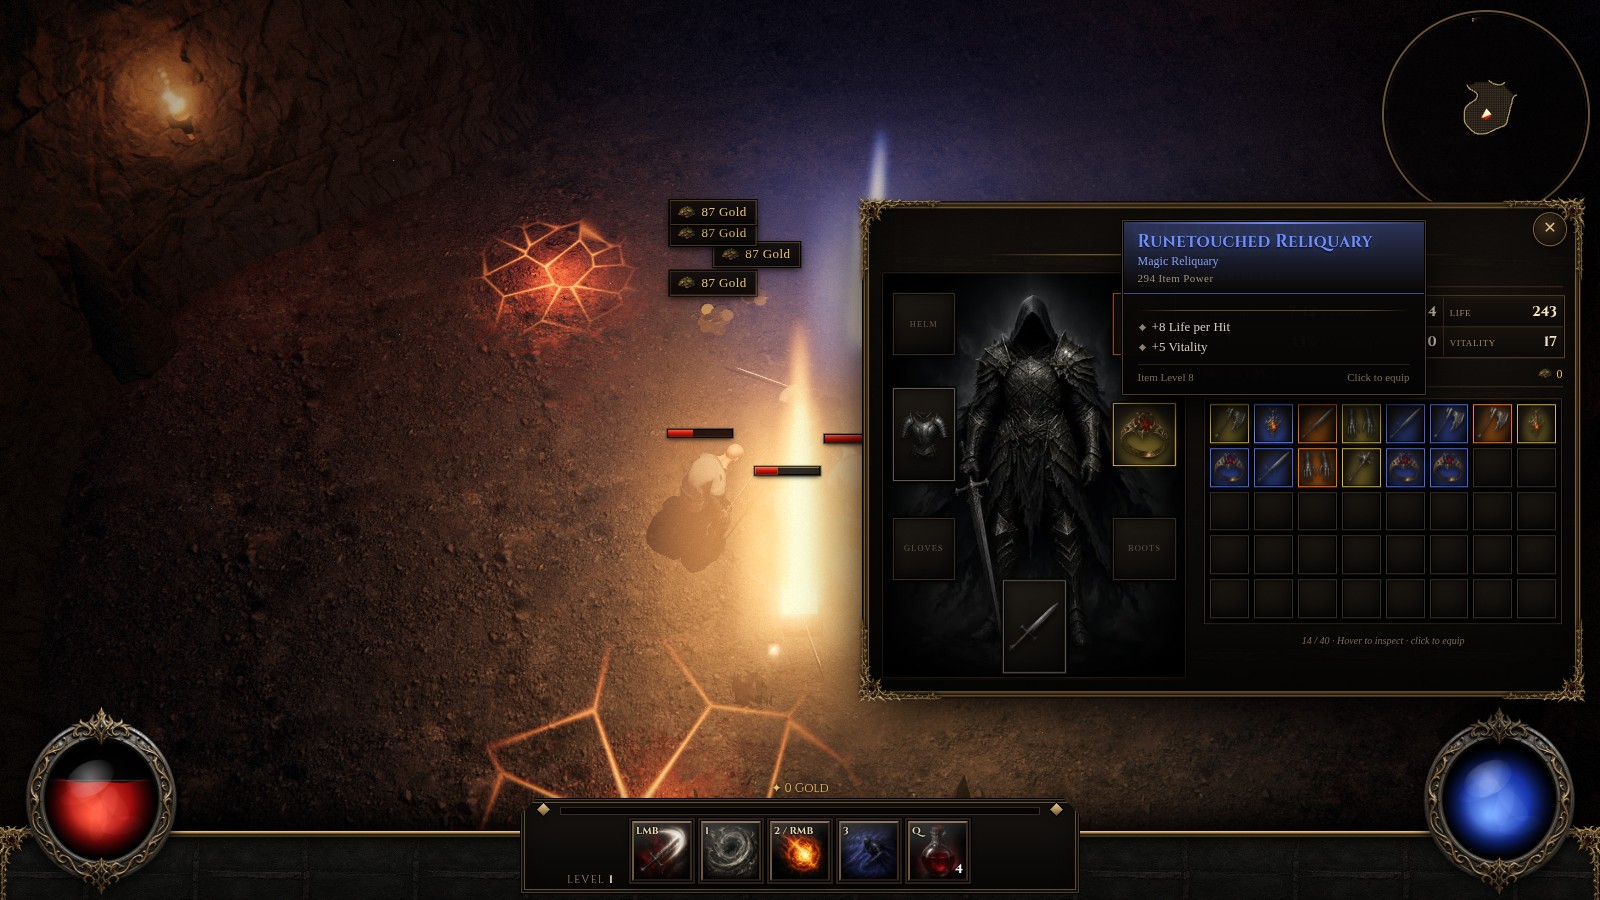 87 Gold
87 Gold
87 Gold
87 Gold
RUNETOUCHED RELIQUARY
Magic Reliquary
294 Item Power
+8 Life per Hit
+5 Vitality
Item Level 8
Click to equip
HELM
GLOVES
BOOTS
4
LIFE
243
0
VITALITY
17
0
14 / 40 · Hover to inspect · click to equip
✦ 0 GOLD
LMB
1
2 / RMB
3
Q
4
LEVEL 1